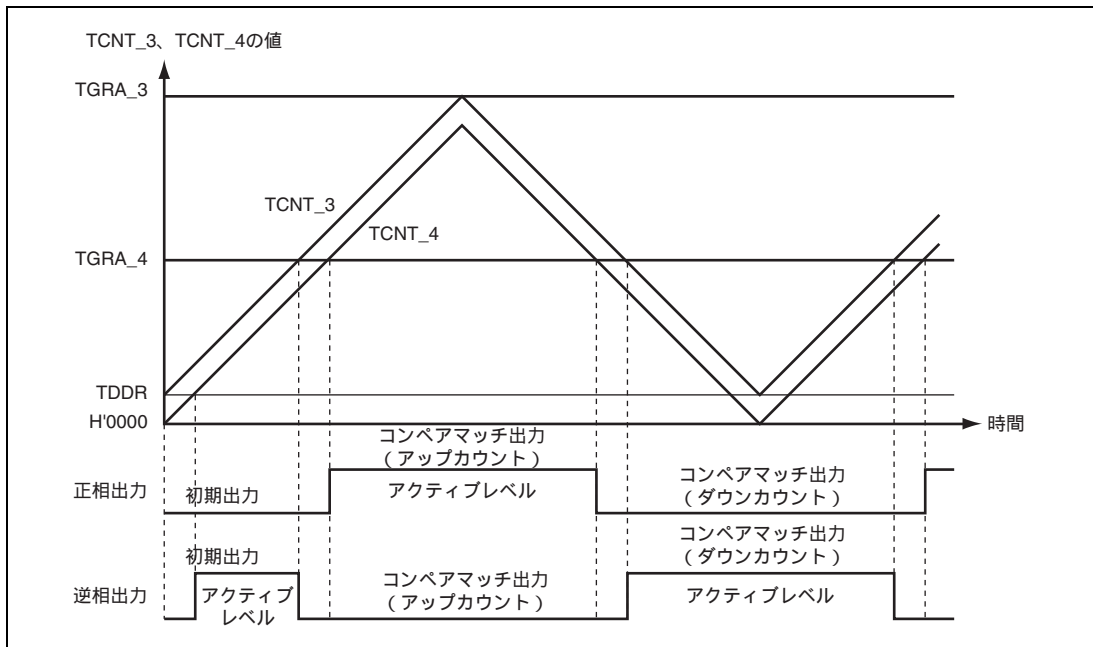 TCNT_3、TCNT_4の値
TGRA_3
TCNT_3
TCNT_4
TGRA_4
TDDR
H'0000
時間
コンペアマッチ出力
(アップカウント)
正相出力
初期出力
アクティブレベル
コンペアマッチ出力
(ダウンカウント)
初期出力
コンペアマッチ出力
(ダウンカウント)
逆相出力
アクティブ
レベル
コンペアマッチ出力
(アップカウント)
アクティブレベル